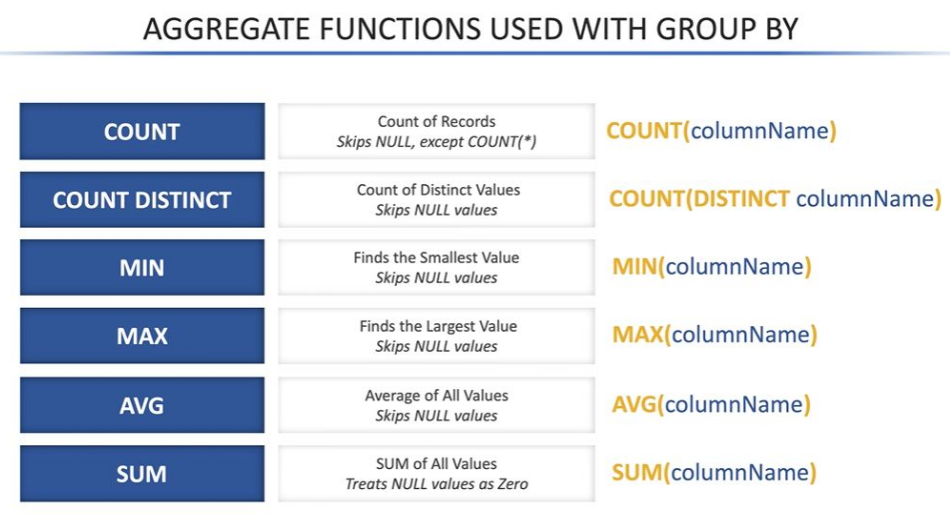 AGGREGATE FUNCTIONS USED WITH GROUP BY
COUNT
Count of Records
Skips NULL, except COUNT(*)
COUNT(columnName)
COUNT DISTINCT
Count of Distinct Values
Skips NULL values
COUNT(DISTINCT columnName)
MIN
Finds the Smallest Value
Skips NULL values
MIN(columnName)
MAX
Finds the Largest Value
Skips NULL values
MAX(columnName)
AVG
Average of All Values
Skips NULL values
AVG(columnName)
SUM
SUM of All Values
Treats NULL values as Zero
SUM(columnName)